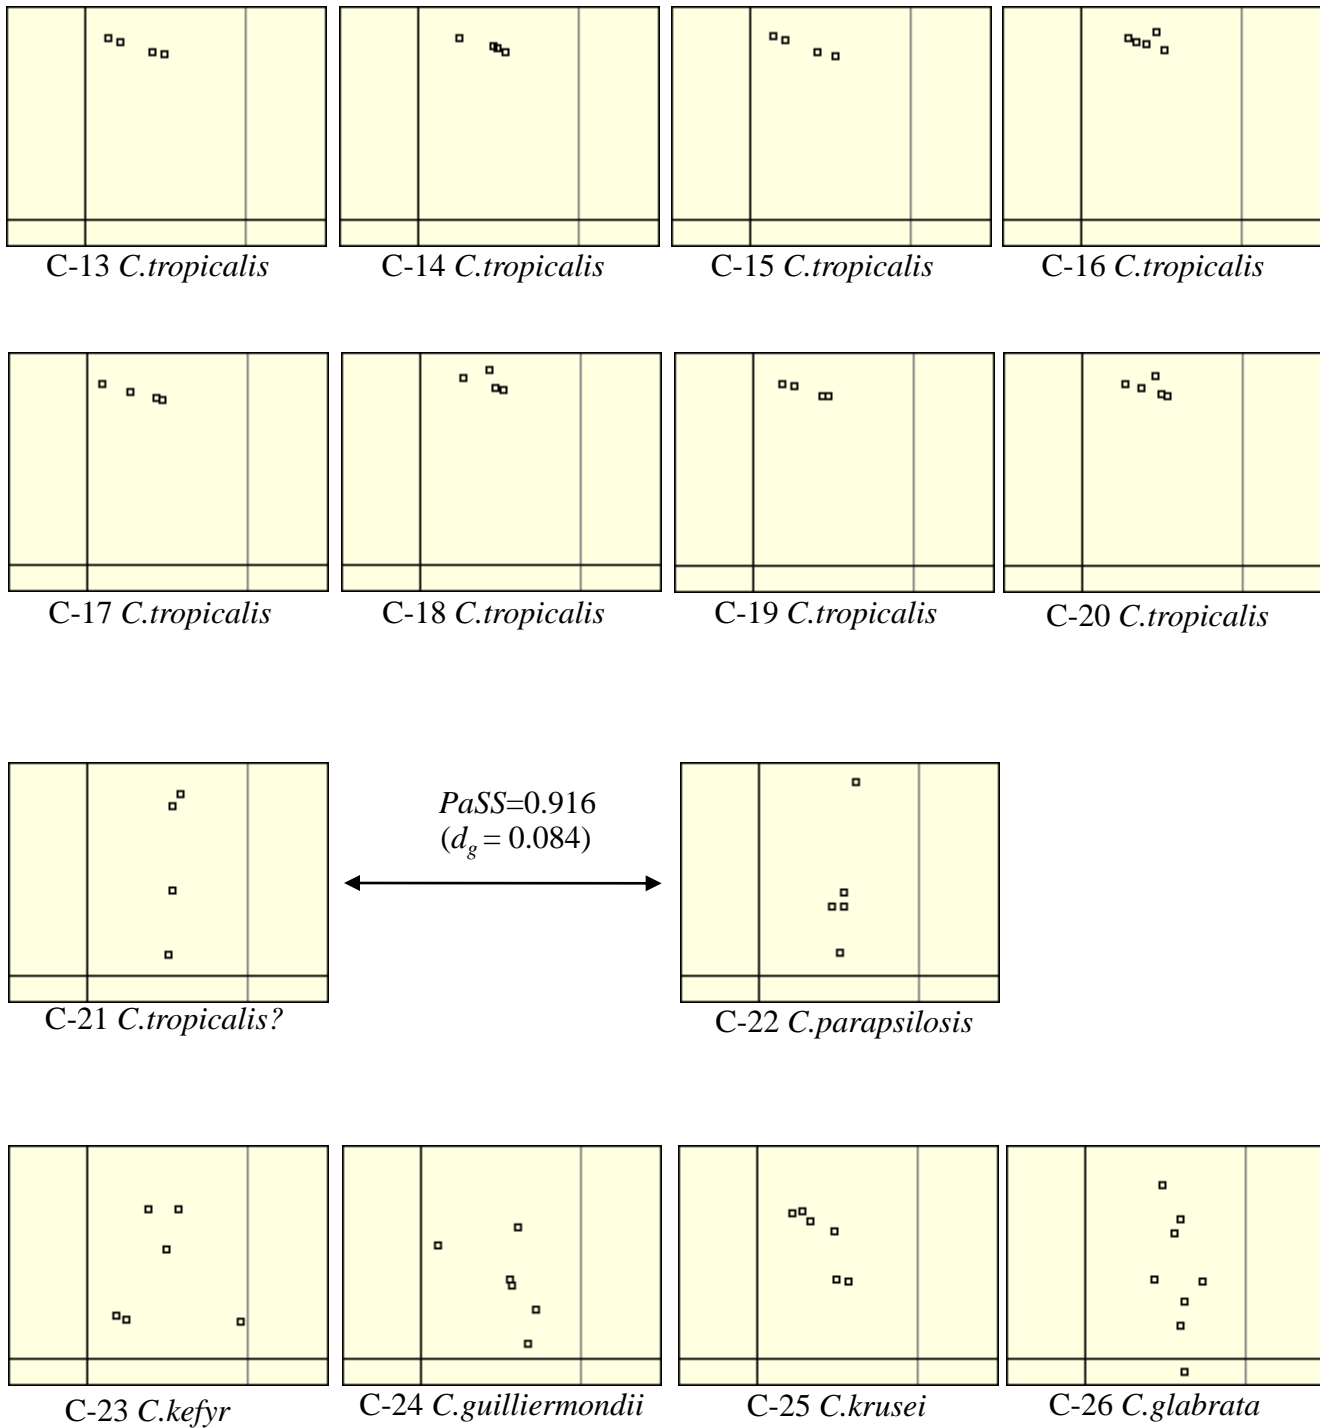 C-13 C.tropicalis
C-14 C.tropicalis
C-15 C.tropicalis
C-16 C.tropicalis
C-17 C.tropicalis
C-18 C.tropicalis
C-19 C.tropicalis
C-20 C.tropicalis
PaSS=0.916
(dg = 0.084)
C-21 C.tropicalis?
C-22 C.parapsilosis
C-23 C.kefyr
C-24 C.guilliermondii
C-25 C.krusei
C-26 C.glabrata